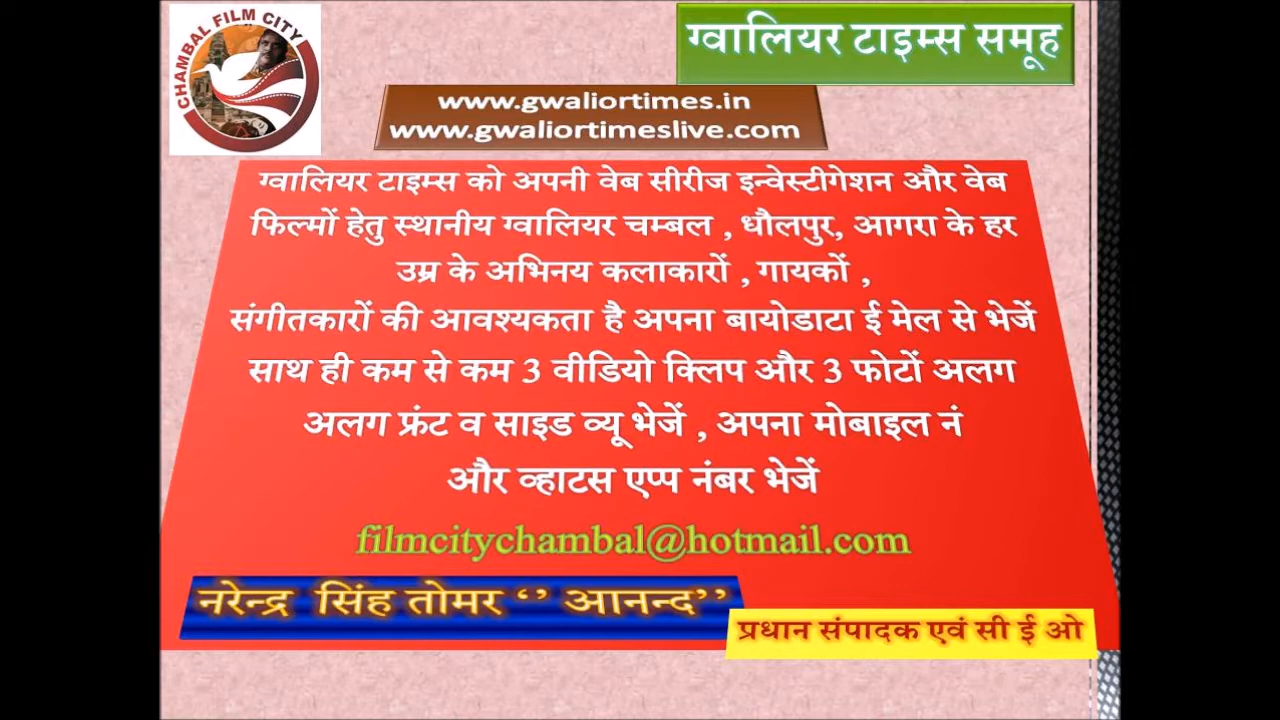 CHAMBAL FILM CITY
ग्वालियर टाइम्स समूह
www.gwaliortimes.in
www.gwaliortimeslive.com
ग्वालियर टाइम्स को अपनी वेब सीरीज इन्वेस्टीगेशन और वेब
फिल्मों हेतु स्थानीय ग्वालियर चम्बल , धौलपुर, आगरा के हर
उम्र के अभिनय कलाकारों , गायकों ,
संगीतकारों की आवश्यकता है अपना बायोडाटा ई मेल से भेजें
साथ ही कम से कम 3 वीडियो क्लिप और 3 फोटों अलग
अलग फ्रंट व साइड व्यू भेजें , अपना मोबाइल नं
और व्हाटस एप्प नंबर भेजें
filmcitychambal@hotmail.com
नरेन्द्र सिंह तोमर ‘’ आनन्द’’
प्रधान संपादक एवं सी ई ओ